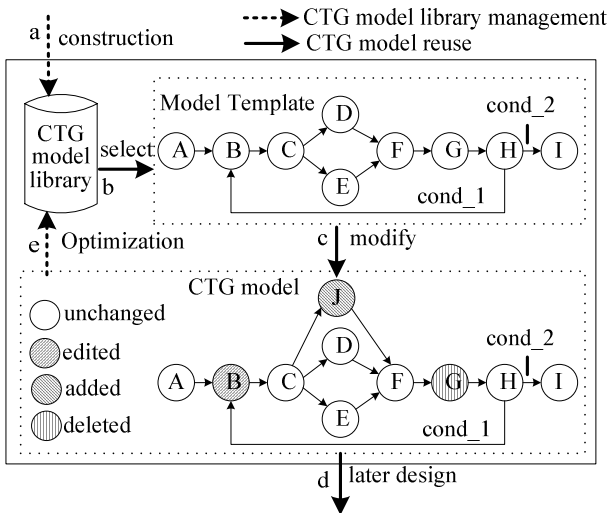 CTG model library management
CTG model reuse
a
construction
CTG
model
library
select
b
Model Template
A
B
C
D
E
F
G
H
I
cond_2
cond_1
e
Optimization
c
modify
CTG model
unchanged
edited
added
deleted
J
A
B
C
D
E
F
G
H
I
cond_2
cond_1
d
later design